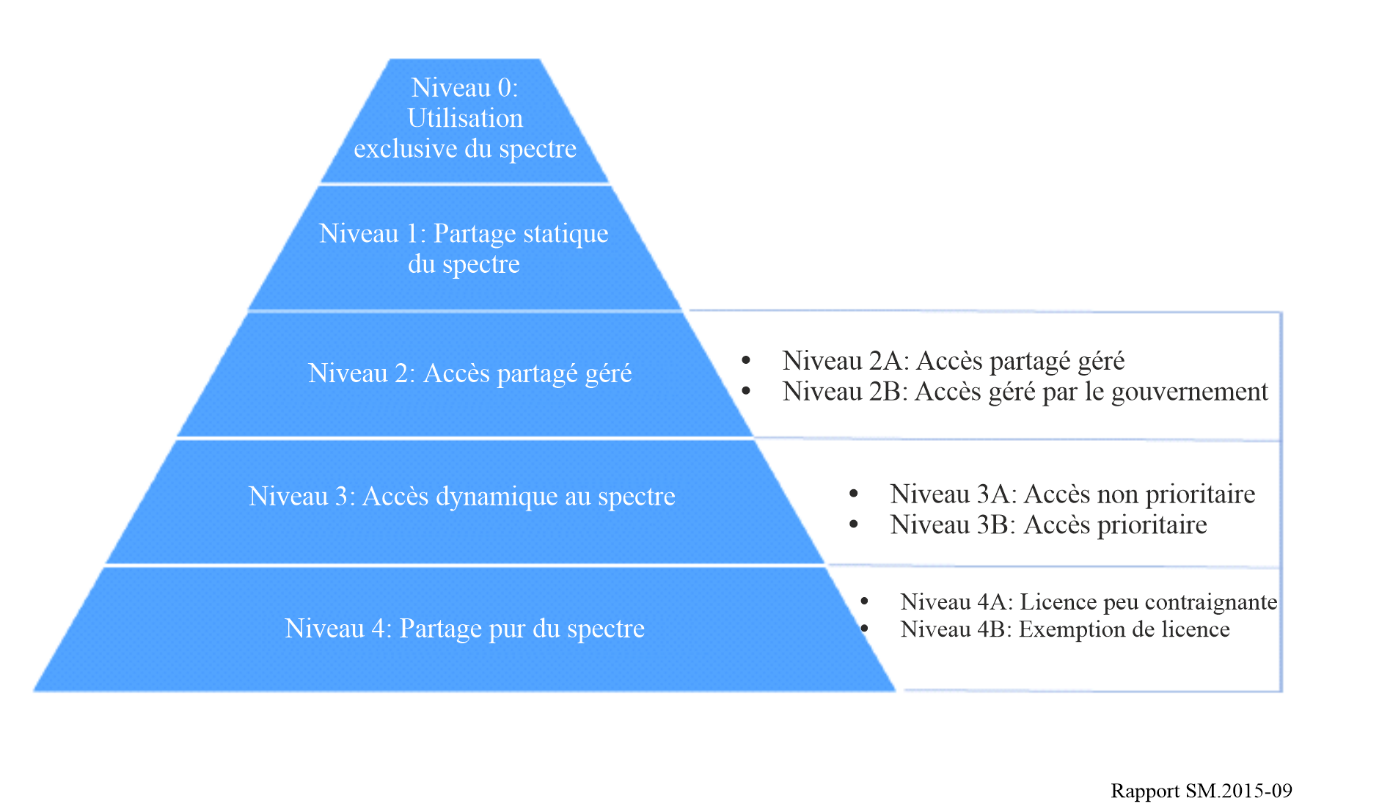 Niveau 0:
Utilisation
exclusive du spectre
Niveau 1: Partage statique
du spectre
Niveau 2: Accès partagé géré
• Niveau 2A: Accès partagé géré
• Niveau 2B: Accès géré par le gouvernement
Niveau 3: Accès dynamique au spectre
• Niveau 3A: Accès non prioritaire
• Niveau 3B: Accès prioritaire
Niveau 4: Partage pur du spectre
• Niveau 4A: Licence peu contraignante
• Niveau 4B: Exemption de licence
Rapport SM.2015-09